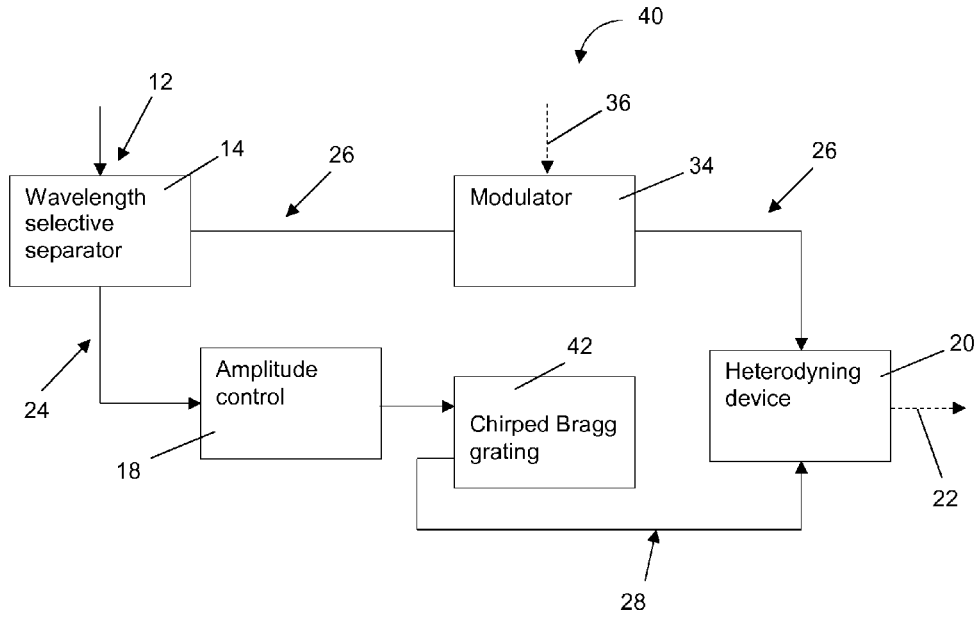 40
12
36
14
26
34
26
Wavelength
selective
separator
Modulator
24
Amplitude
control
18
42
Chirped Bragg
grating
20
Heterodyning
device
22
28